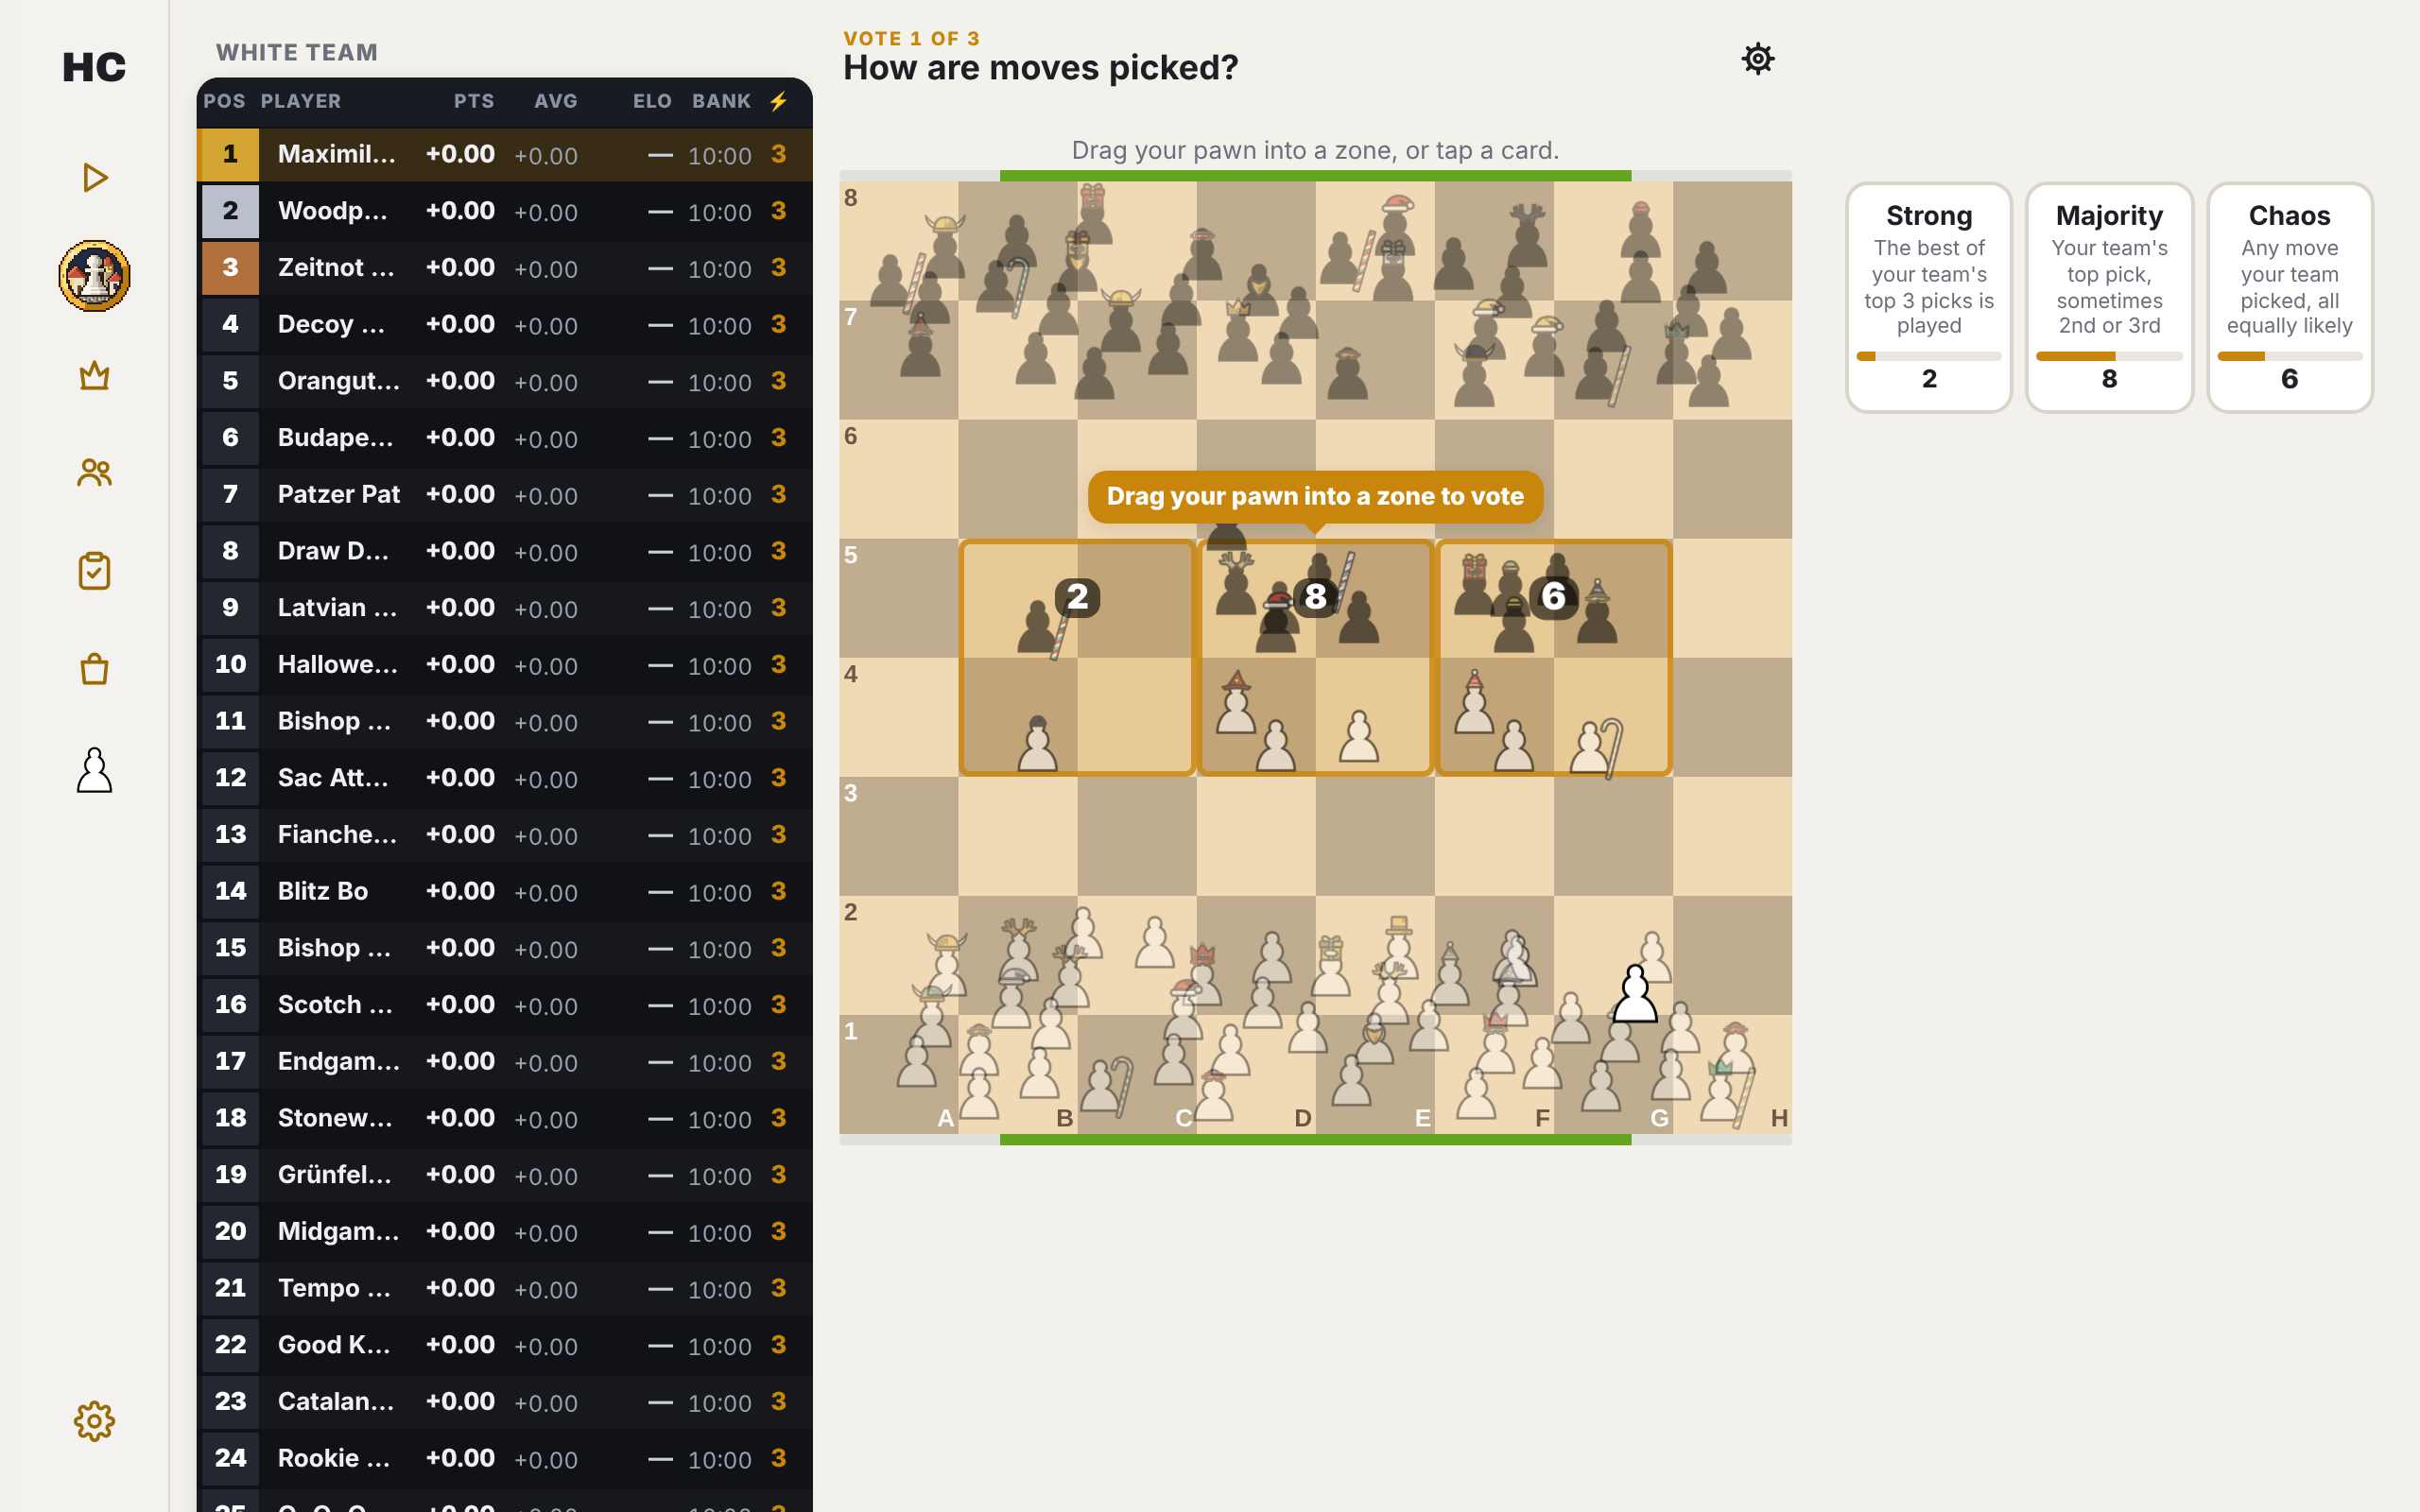 HC
WHITE TEAM
POS PLAYER PTS AVG ELO BANK ⚡
1 Maximil... +0.00 +0.00 — 10:00 3
2 Woodp... +0.00 +0.00 — 10:00 3
3 Zeitnot ... +0.00 +0.00 — 10:00 3
4 Decoy ... +0.00 +0.00 — 10:00 3
5 Orangut... +0.00 +0.00 — 10:00 3
6 Budape... +0.00 +0.00 — 10:00 3
7 Patzer Pat +0.00 +0.00 — 10:00 3
8 Draw D... +0.00 +0.00 — 10:00 3
9 Latvian ... +0.00 +0.00 — 10:00 3
10 Hallowe... +0.00 +0.00 — 10:00 3
11 Bishop ... +0.00 +0.00 — 10:00 3
12 Sac Att... +0.00 +0.00 — 10:00 3
13 Fianche... +0.00 +0.00 — 10:00 3
14 Blitz Bo +0.00 +0.00 — 10:00 3
15 Bishop ... +0.00 +0.00 — 10:00 3
16 Scotch ... +0.00 +0.00 — 10:00 3
17 Endgam... +0.00 +0.00 — 10:00 3
18 Stonew... +0.00 +0.00 — 10:00 3
19 Grünfel... +0.00 +0.00 — 10:00 3
20 Midgam... +0.00 +0.00 — 10:00 3
21 Tempo ... +0.00 +0.00 — 10:00 3
22 Good K... +0.00 +0.00 — 10:00 3
23 Catalan... +0.00 +0.00 — 10:00 3
24 Rookie ... +0.00 +0.00 — 10:00 3
VOTE 1 OF 3
How are moves picked?
Drag your pawn into a zone, or tap a card.
8
7
6
Drag your pawn into a zone to vote
5
2 8 6
4
3
2
1
A B C D E F G H
Strong
The best of
your team's
top 3 picks is
played
2
Majority
Your team's
top pick,
sometimes
2nd or 3rd
8
Chaos
Any move
your team
picked, all
equally likely
6